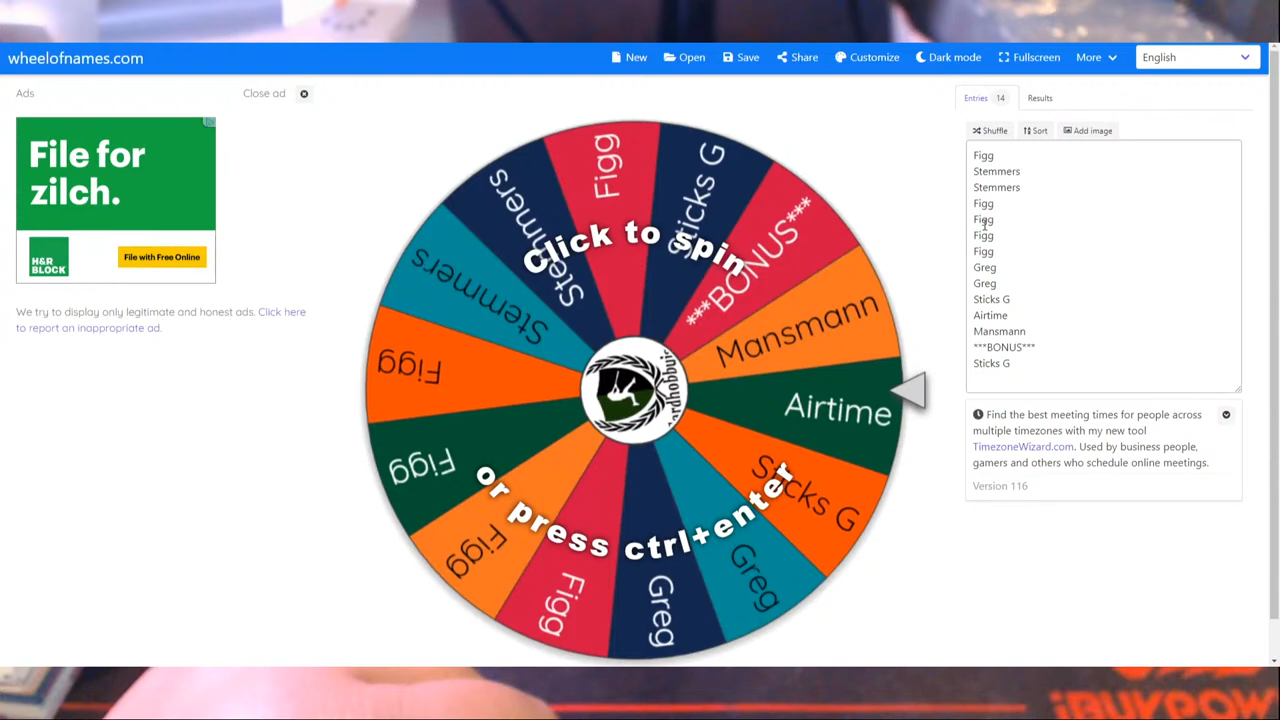 wheelofnames.com
New
Open
Save
Share
Customize
Dark mode
Fullscreen
More
English
Ads
Close ad
File for
zilch.
H&R
BLOCK
File with Free Online
We try to display only legitimate and honest ads. Click here
to report an inappropriate ad.
Figg
Sticks G
***BONUS***
Mansmann
Airtime
Sticks G
Greg
Greg
Figg
Figg
Figg
Figg
Stemmers
Stemmers
Click to spin
or press ctrl+enter
Entries 14
Results
Shuffle
Sort
Add image
Figg
Stemmers
Stemmers
Figg
Figg
Figg
Figg
Greg
Greg
Sticks G
Airtime
Mansmann
***BONUS***
Sticks G
Find the best meeting times for people across
multiple timezones with my new tool
TimezoneWizard.com. Used by business people,
gamers and others who schedule online meetings.
Version 116
iBUYPOW